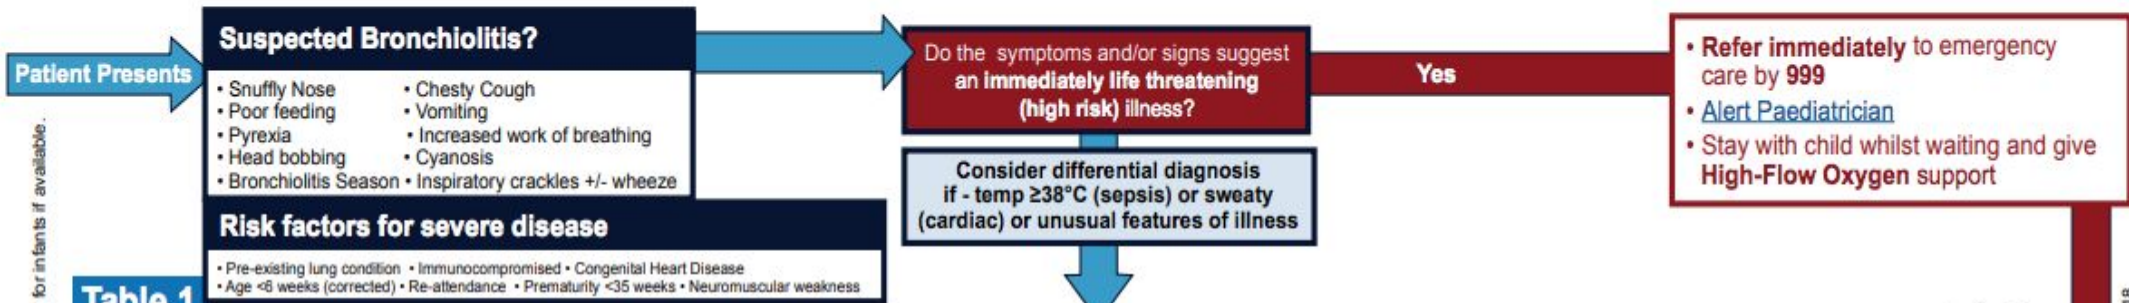 Patient Presents
Suspected Bronchiolitis?
• Snuffly Nose • Chesty Cough
• Poor feeding • Vomiting
• Pyrexia • Increased work of breathing
• Head bobbing • Cyanosis
• Bronchiolitis Season • Inspiratory crackles +/- wheeze
Risk factors for severe disease
• Pre-existing lung condition • Immunocompromised • Congenital Heart Disease
• Age <6 weeks (corrected) • Re-attendance • Prematurity <35 weeks • Neuromuscular weakness
Do the symptoms and/or signs suggest
an immediately life threatening
(high risk) illness?
Consider differential diagnosis
if - temp ≥38°C (sepsis) or sweaty
(cardiac) or unusual features of illness
Yes
• Refer immediately to emergency
care by 999
• Alert Paediatrician
• Stay with child whilst waiting and give
High-Flow Oxygen support
for infants if available.
Table 1